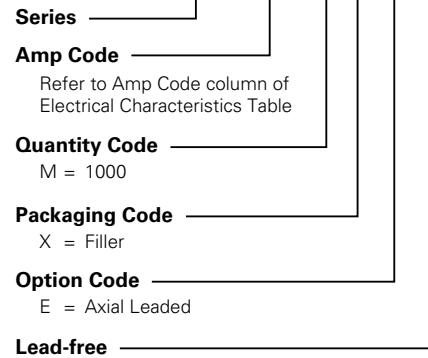 Series
Amp Code
Refer to Amp Code column of
Electrical Characteristics Table
Quantity Code
M = 1000
Packaging Code
X = Filler
Option Code
E = Axial Leaded
Lead-free